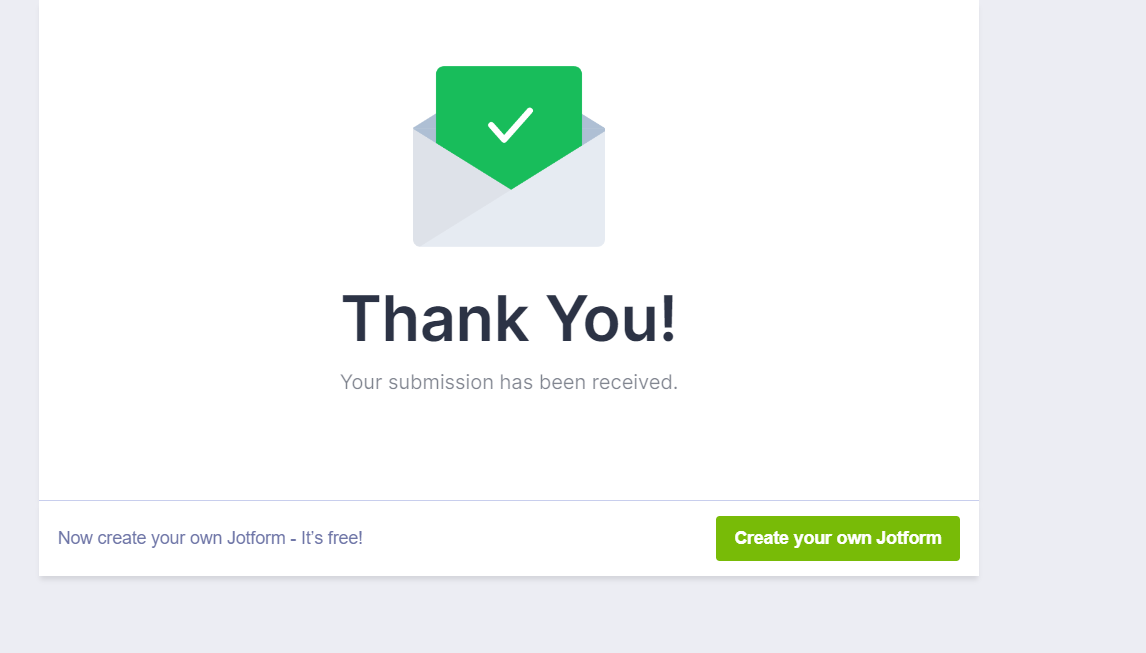 Thank You!
Your submission has been received.
Now create your own Jotform - It's free!
Create your own Jotform